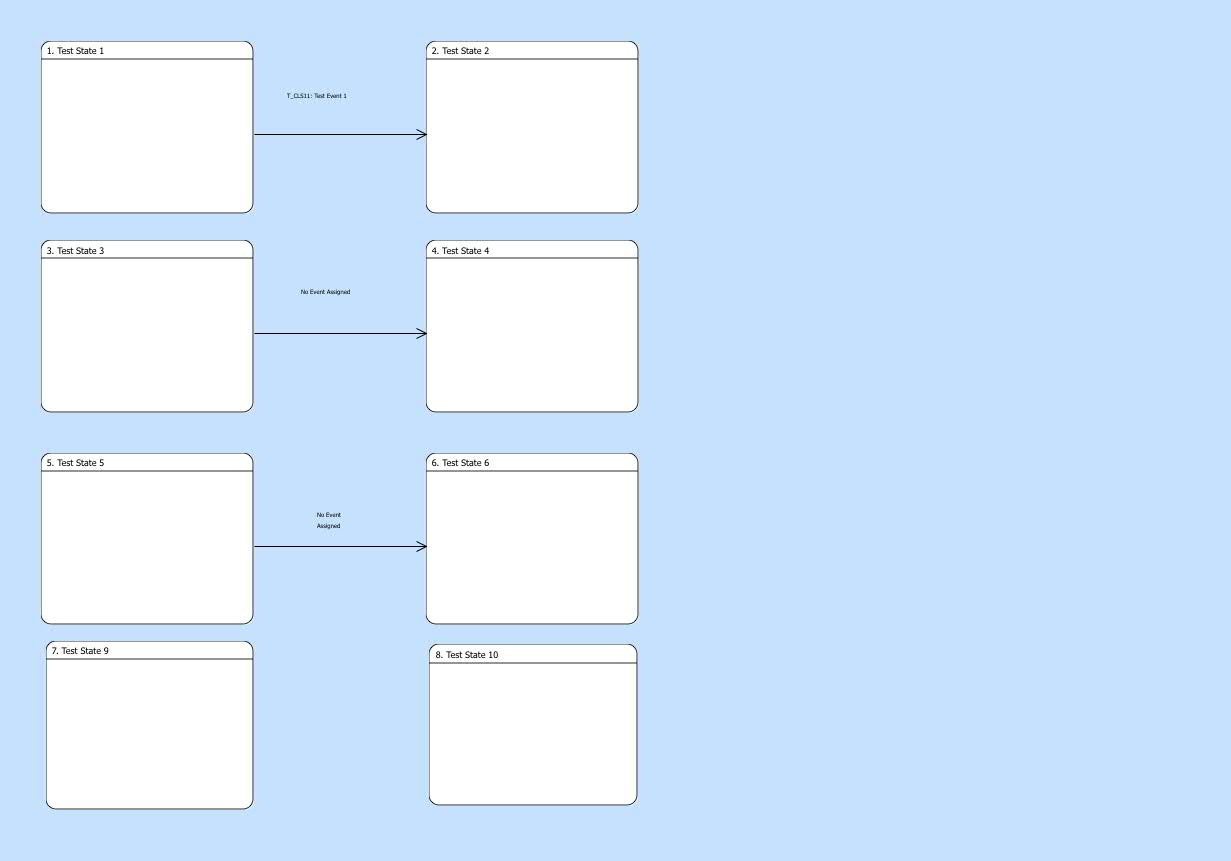 1. Test State 1
2. Test State 2
T_CLS11: Test Event 1
3. Test State 3
4. Test State 4
No Event Assigned
5. Test State 5
6. Test State 6
No Event
Assigned
7. Test State 9
8. Test State 10